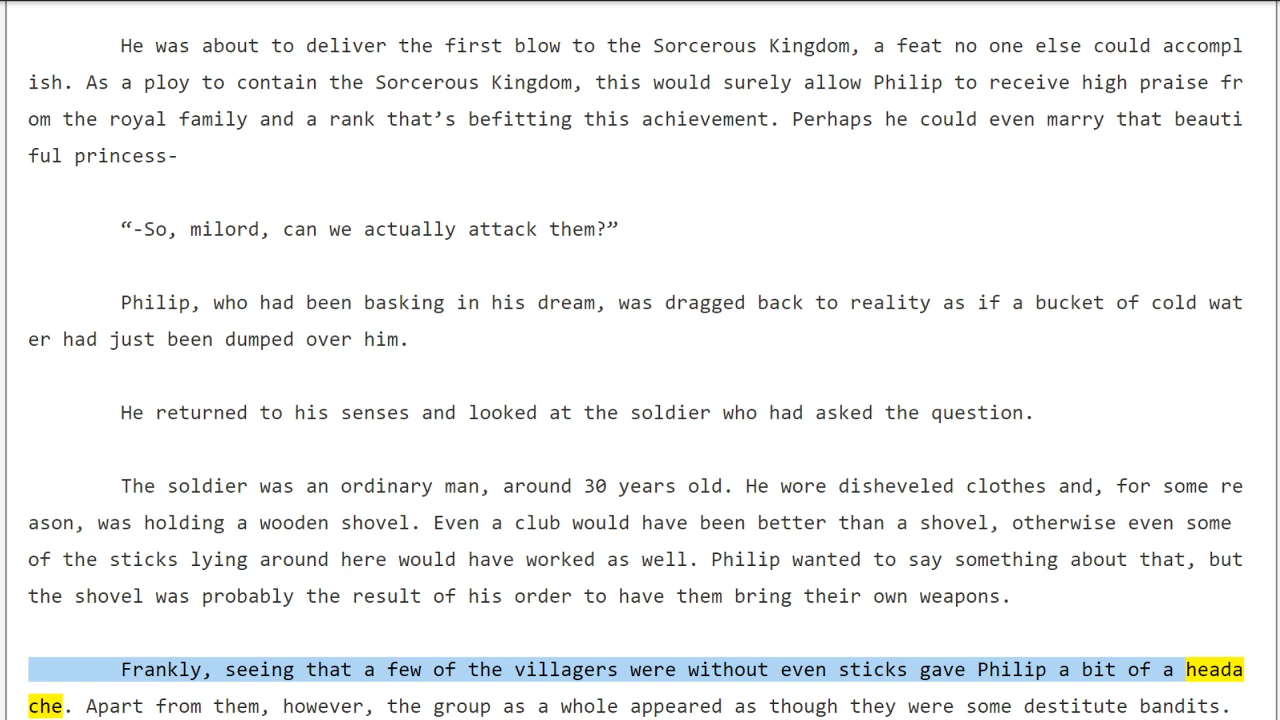 He was about to deliver the first blow to the Sorcerous Kingdom, a feat no one else could accompl
ish. As a ploy to contain the Sorcerous Kingdom, this would surely allow Philip to receive high praise fr
om the royal family and a rank that’s befitting this achievement. Perhaps he could even marry that beauti
ful princess-
“-So, milord, can we actually attack them?”
Philip, who had been basking in his dream, was dragged back to reality as if a bucket of cold wat
er had just been dumped over him.
He returned to his senses and looked at the soldier who had asked the question.
The soldier was an ordinary man, around 30 years old. He wore disheveled clothes and, for some re
ason, was holding a wooden shovel. Even a club would have been better than a shovel, otherwise even some
of the sticks lying around here would have worked as well. Philip wanted to say something about that, but
the shovel was probably the result of his order to have them bring their own weapons.
Frankly, seeing that a few of the villagers were without even sticks gave Philip a bit of a heada
che. Apart from them, however, the group as a whole appeared as though they were some destitute bandits.